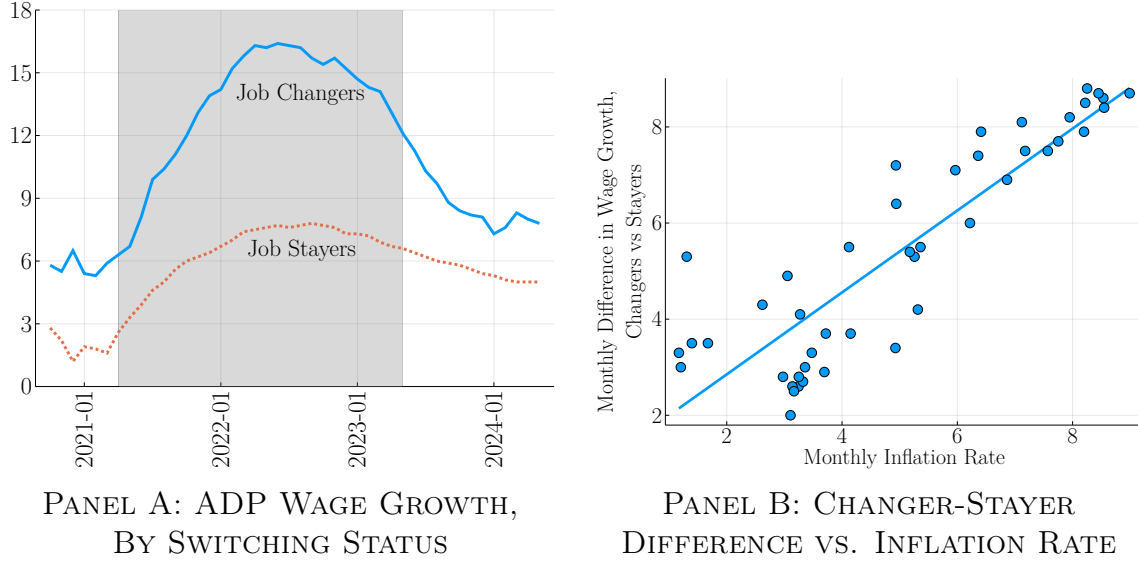 18
15
12
9
6
3
0
Job Changers
Job Stayers
2021-01
2022-01
2023-01
2024-01
Panel A: ADP Wage Growth,
By Switching Status
Monthly Difference in Wage Growth,
Changers vs Stayers
8
6
4
2
2
4
6
8
Monthly Inflation Rate
Panel B: Changer-Stayer
Difference vs. Inflation Rate